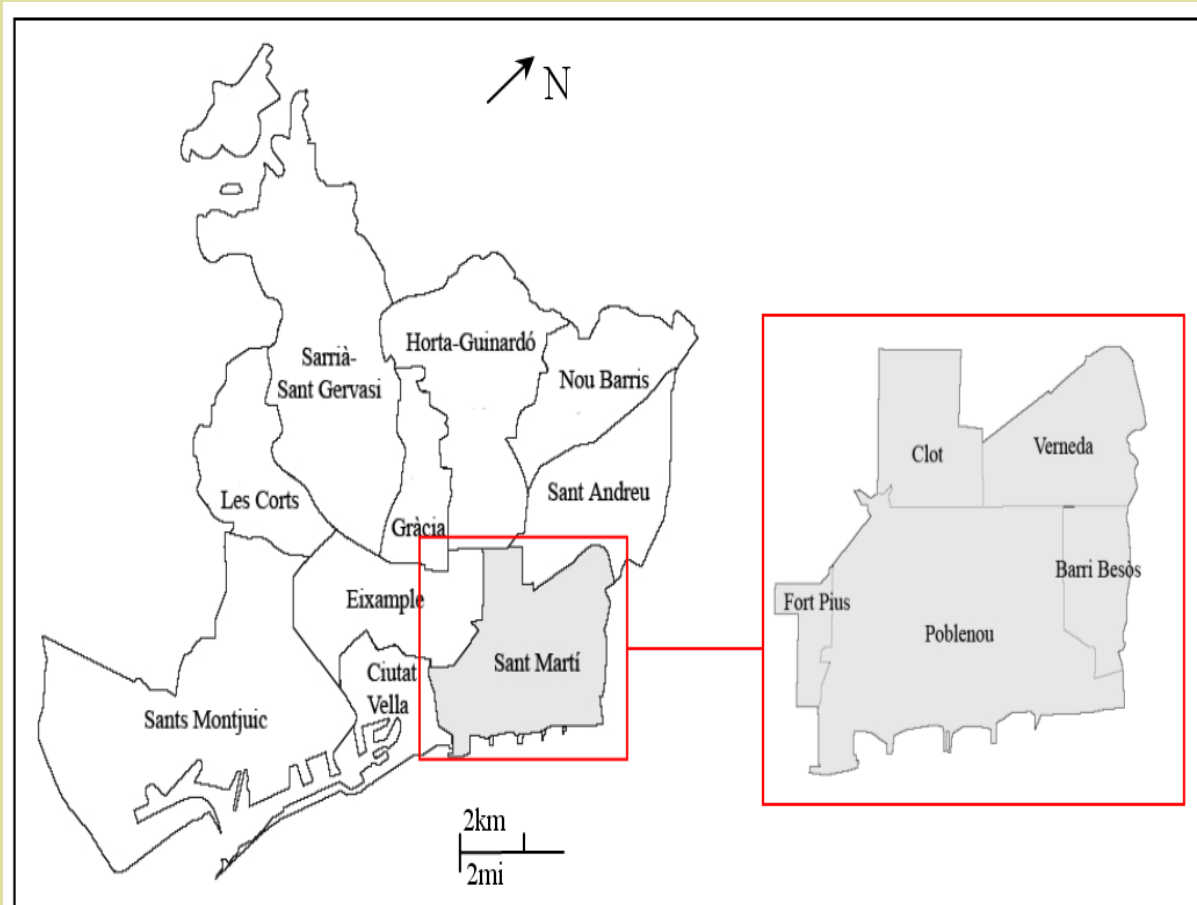 N
Horta-Guinardó
Sarrià-
Sant Gervasi
Nou Barris
Les Corts
Sant Andreu
Gràcia
Eixample
Sant Martí
Ciutat
Vella
Sants Montjuic
2km
2mi
Clot
Verneda
Barri Besòs
Fort Pius
Poblenou